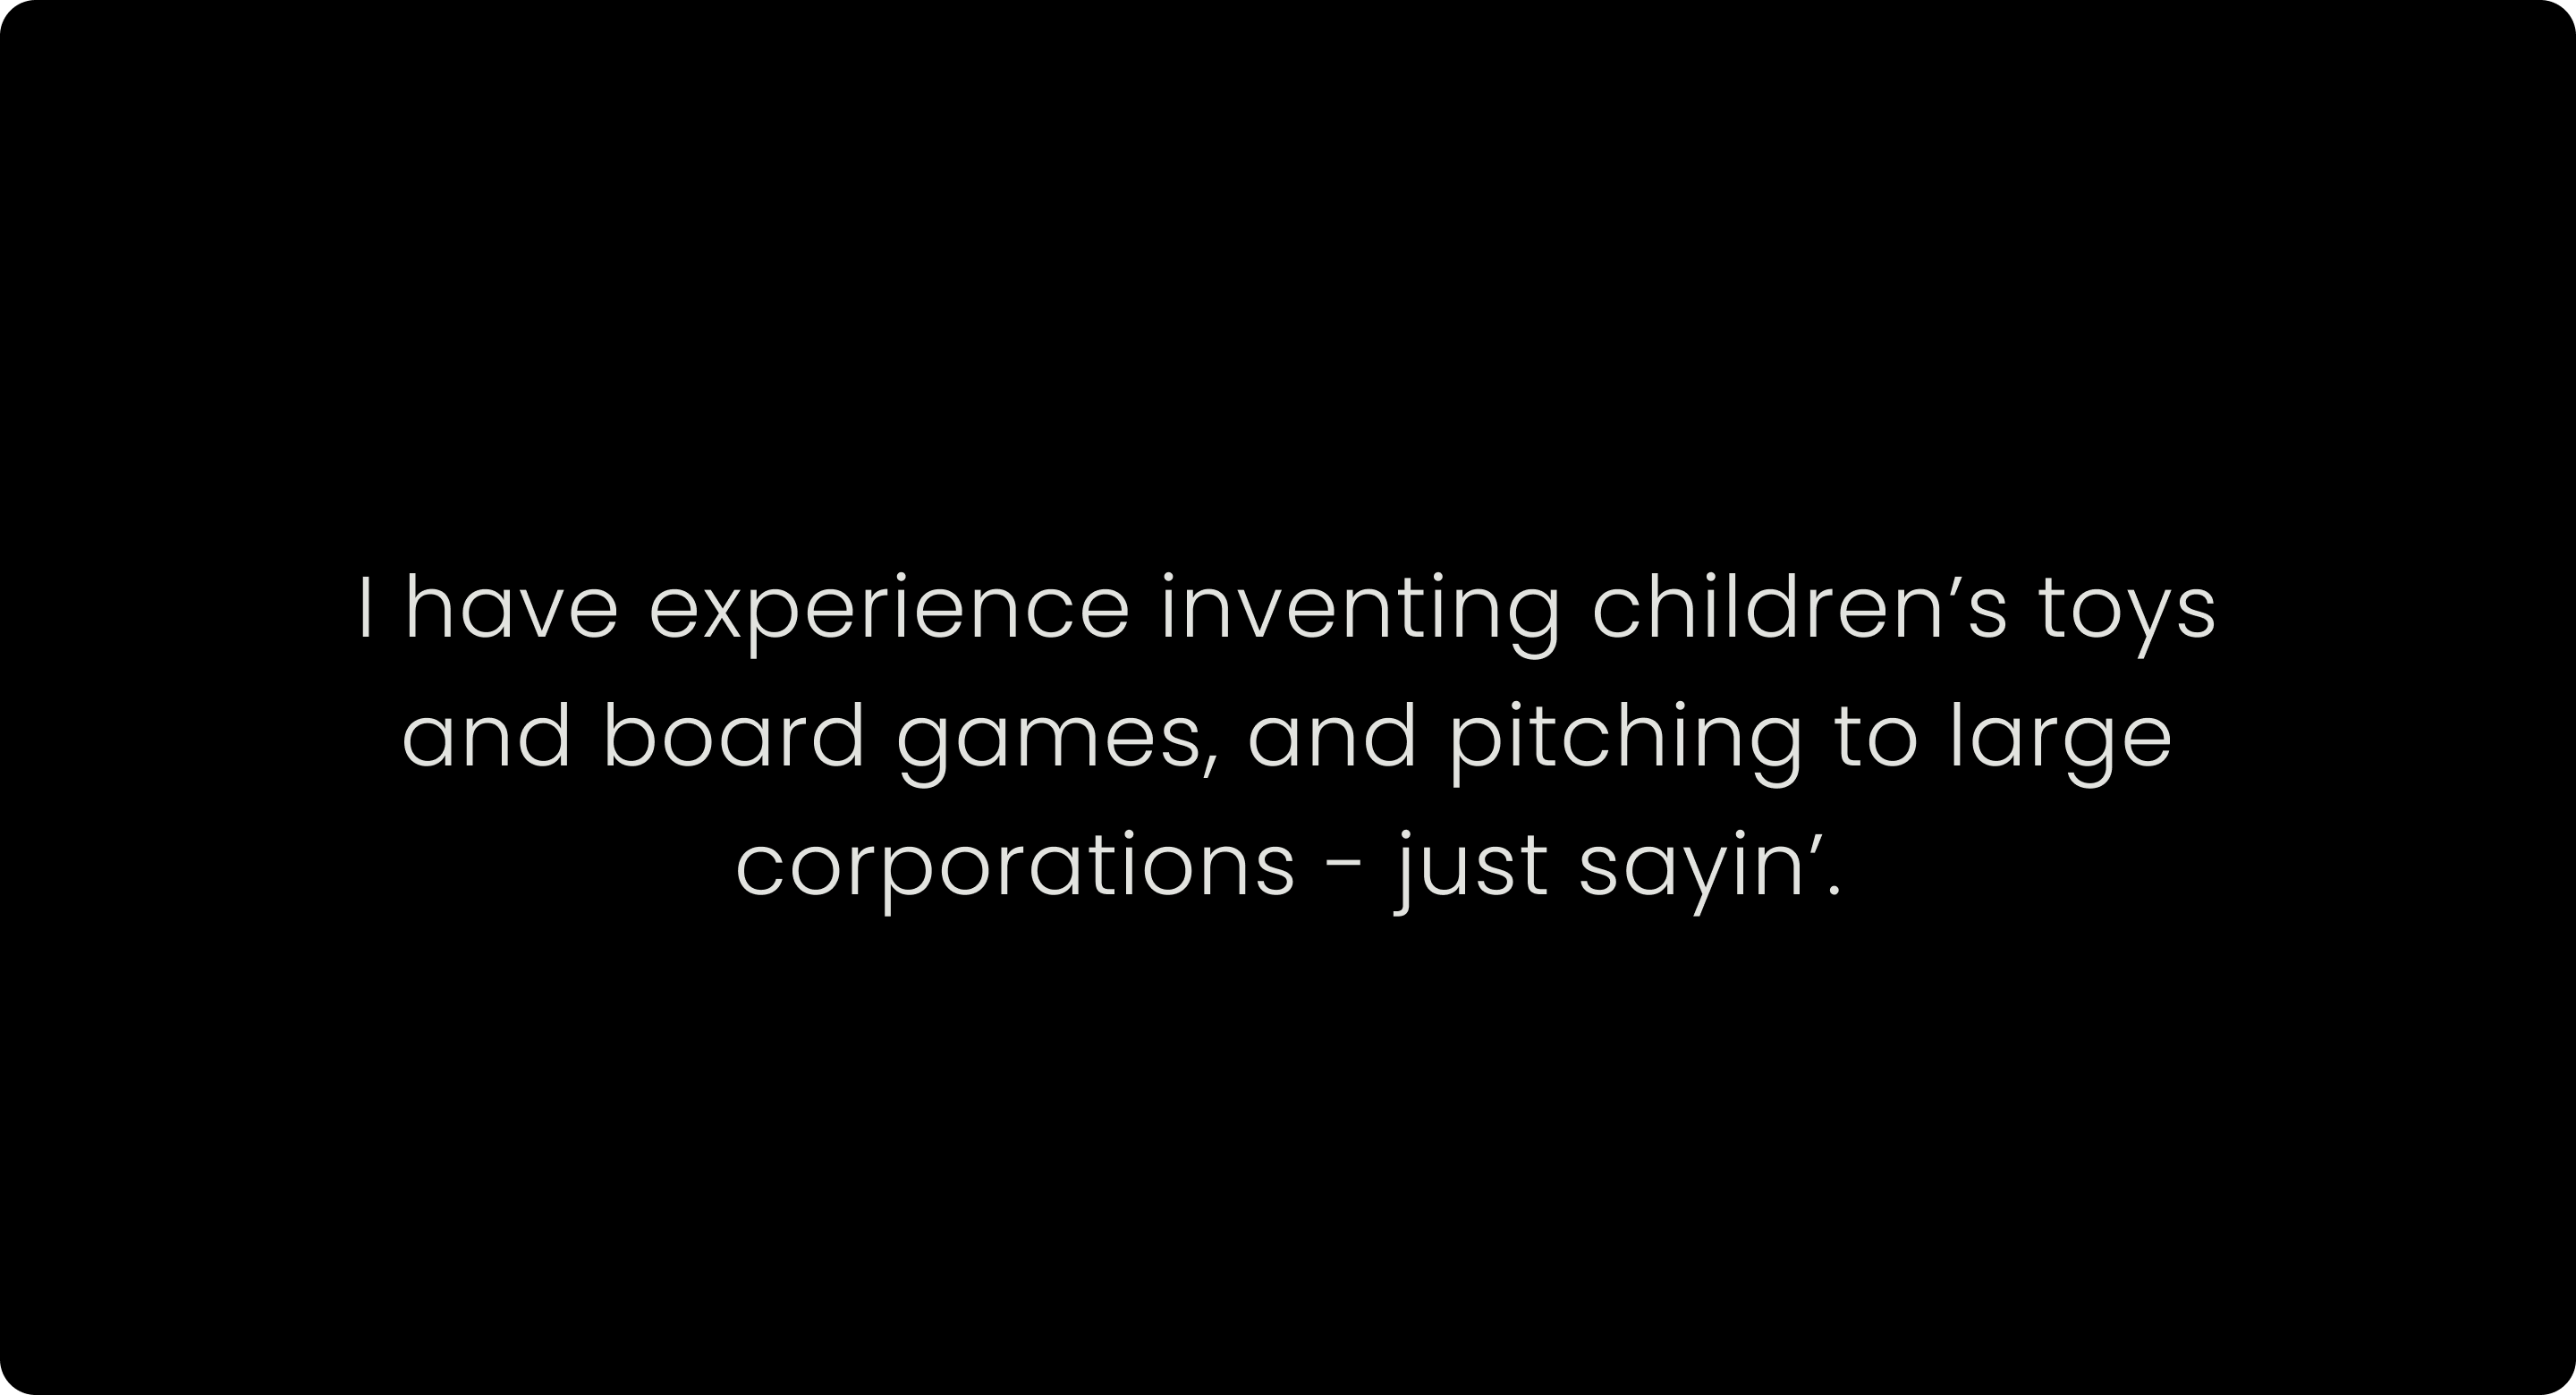 I have experience inventing children’s toys
and board games, and pitching to large
corporations - just sayin’.